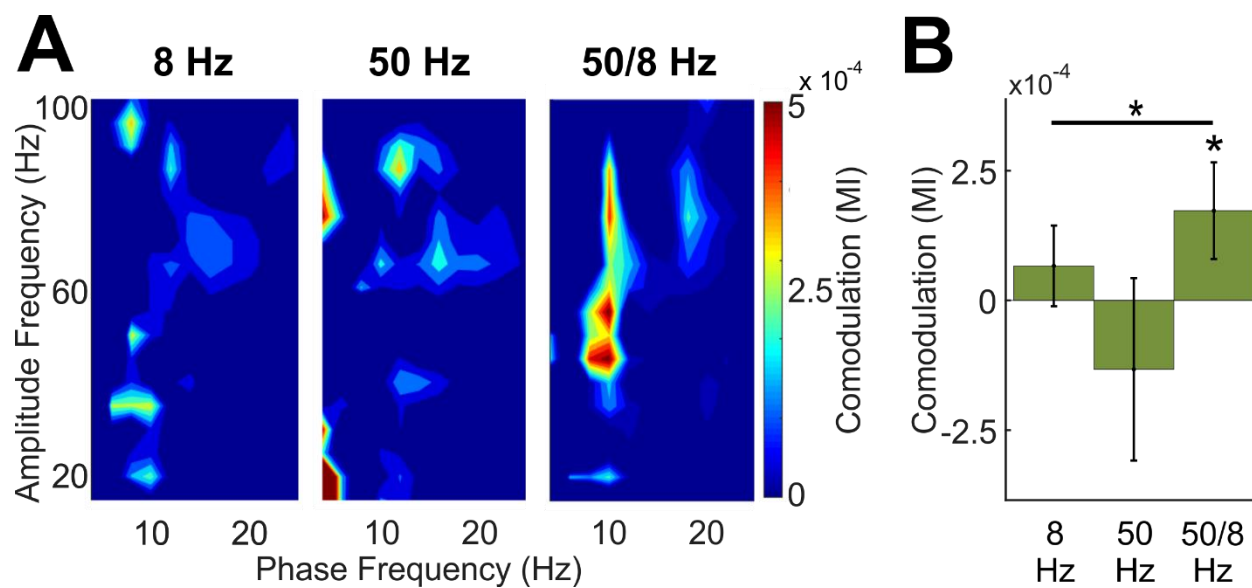 A
8 Hz
50 Hz
50/8 Hz
x 10⁻⁴
Amplitude Frequency (Hz)
100
60
20
10
20
10
20
10
20
Phase Frequency (Hz)
5
2.5
0
Comodulation (MI)
B
x10⁻⁴
Comodulation (MI)
2.5
0
-2.5
*
*
8
Hz
50
Hz
50/8
Hz